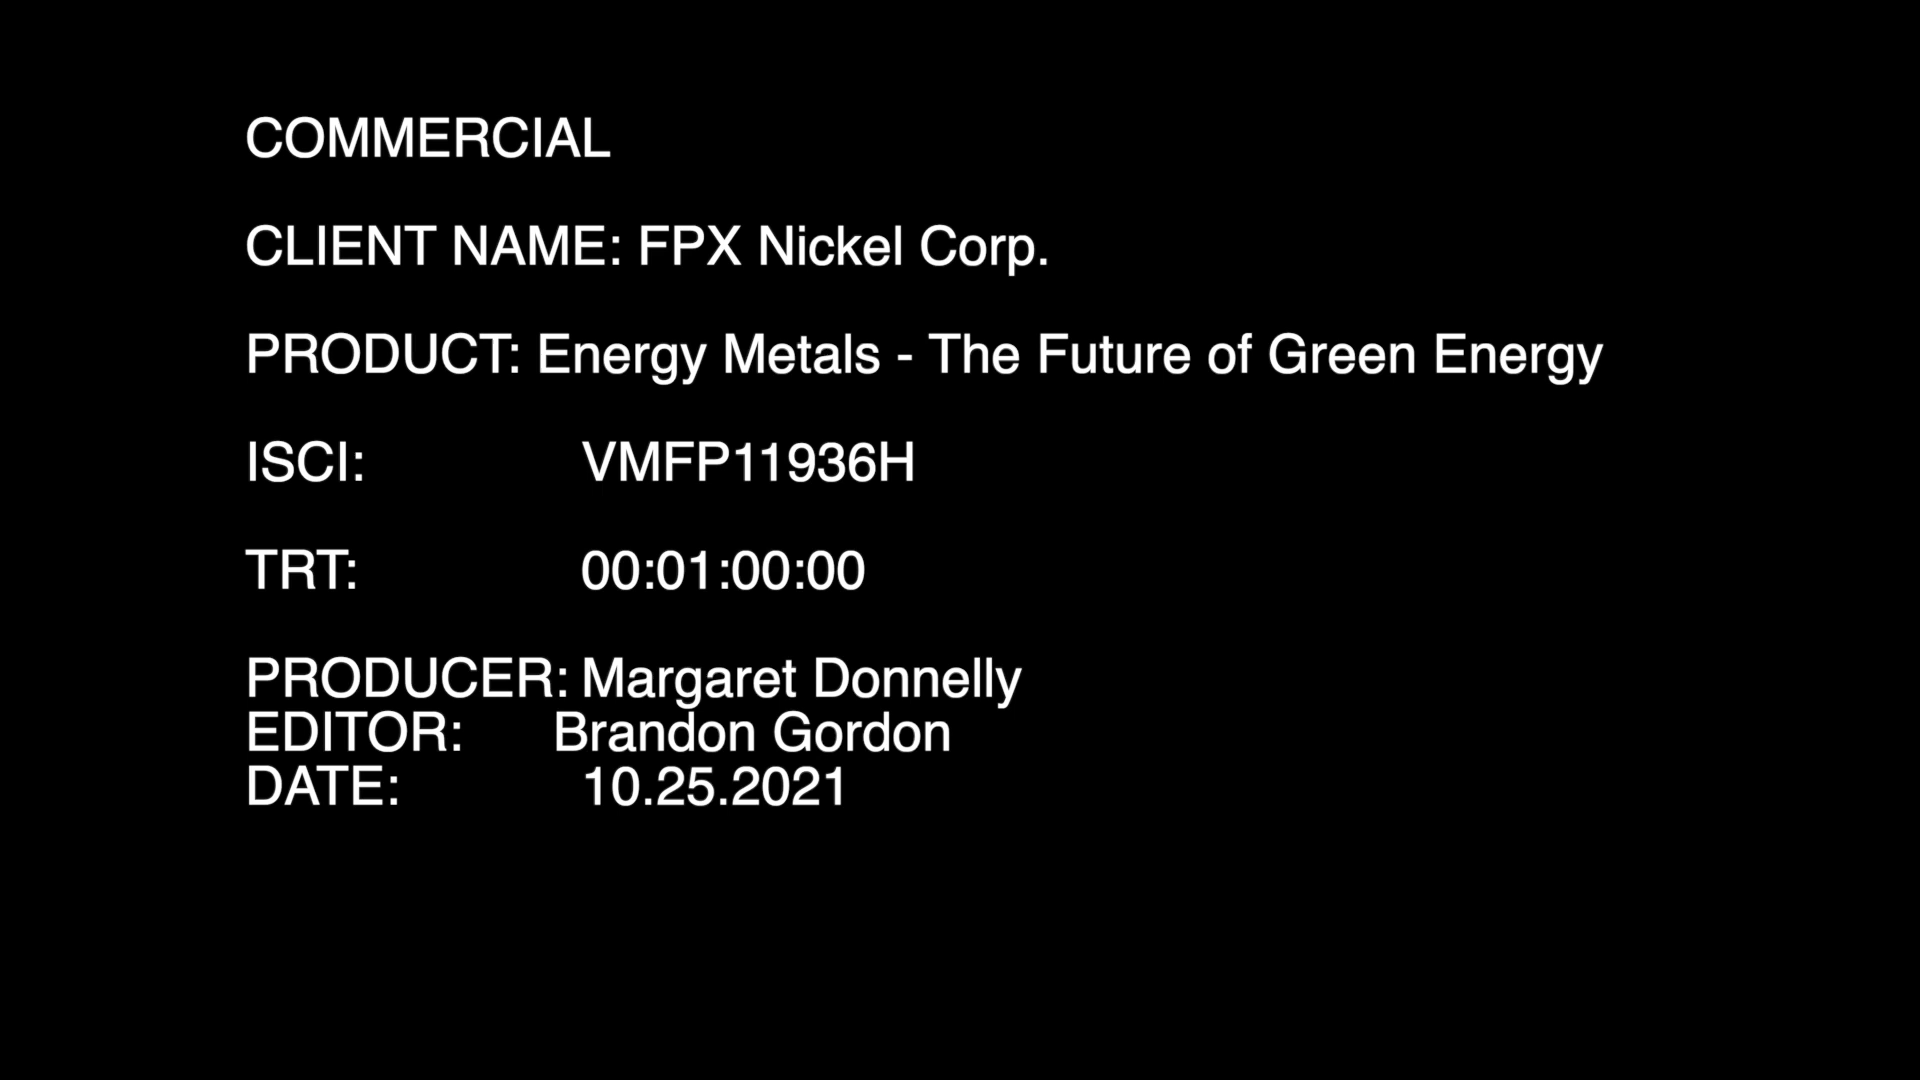 COMMERCIAL
CLIENT NAME: FPX Nickel Corp.
PRODUCT: Energy Metals - The Future of Green Energy
ISCI: VMFP11936H
TRT: 00:01:00:00
PRODUCER: Margaret Donnelly
EDITOR: Brandon Gordon
DATE: 10.25.2021